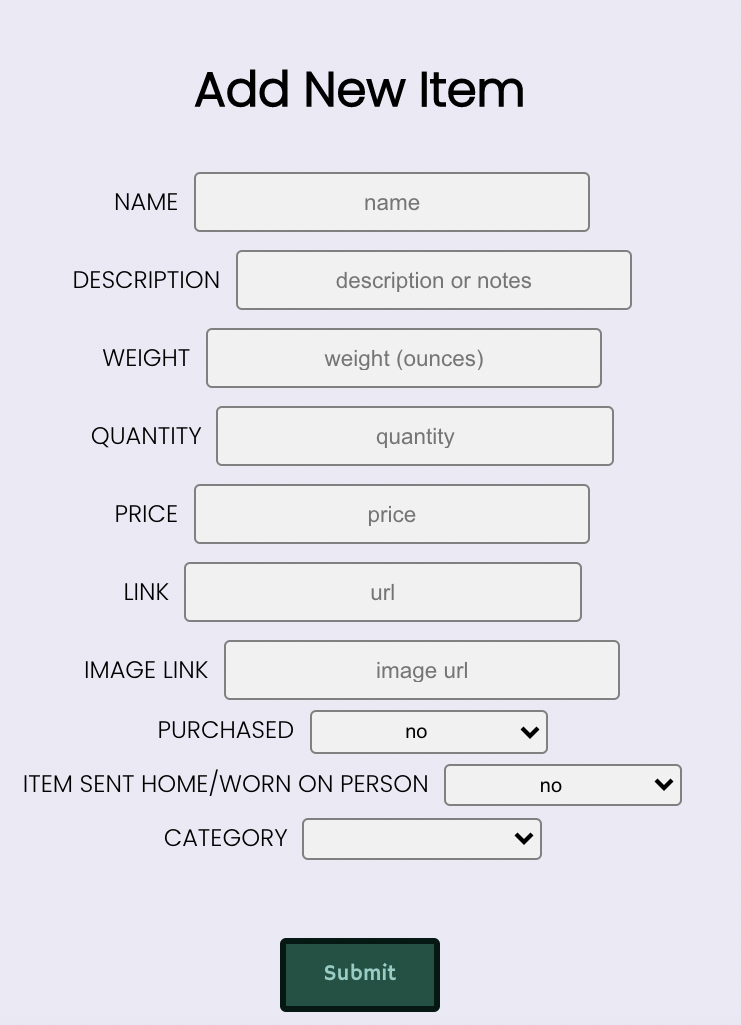 Add New Item
NAME name
DESCRIPTION description or notes
WEIGHT weight (ounces)
QUANTITY quantity
PRICE price
LINK url
IMAGE LINK image url
PURCHASED no
ITEM SENT HOME/WORN ON PERSON no
CATEGORY
Submit